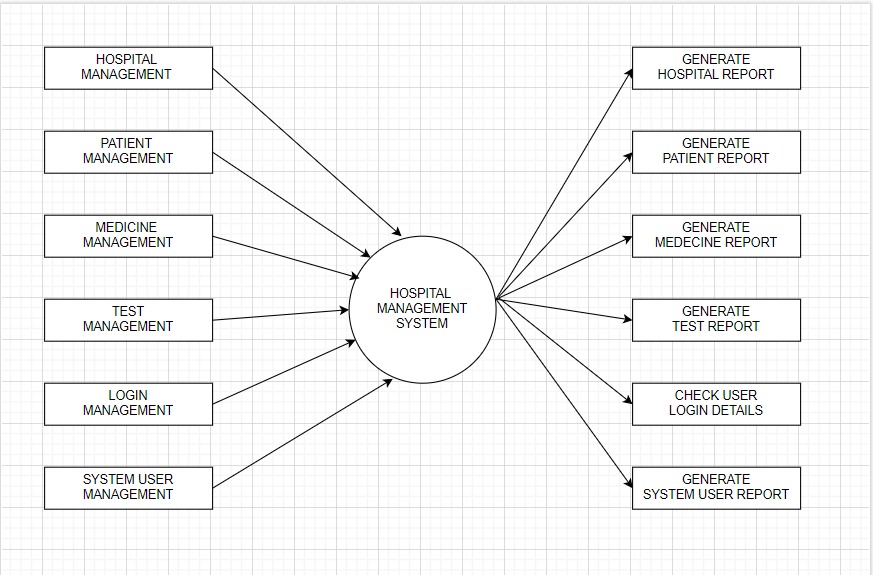 HOSPITAL
MANAGEMENT
PATIENT
MANAGEMENT
MEDICINE
MANAGEMENT
TEST
MANAGEMENT
LOGIN
MANAGEMENT
SYSTEM USER
MANAGEMENT
HOSPITAL
MANAGEMENT
SYSTEM
GENERATE
HOSPITAL REPORT
GENERATE
PATIENT REPORT
GENERATE
MEDECINE REPORT
GENERATE
TEST REPORT
CHECK USER
LOGIN DETAILS
GENERATE
SYSTEM USER REPORT